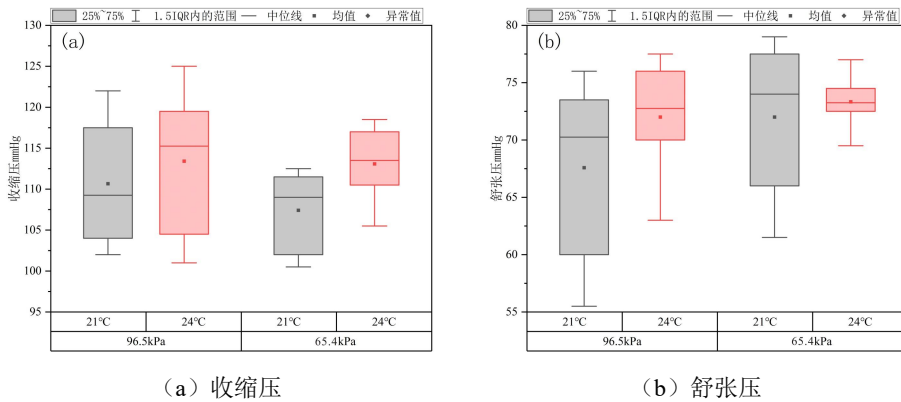 25%~75% 1.5IQR内的范围 中位线 均值 异常值
(a)
收缩压mmHg
130
125
120
115
110
105
100
95
21℃ 24℃ 21℃ 24℃
96.5kPa 65.4kPa
(a) 收缩压
25%~75% 1.5IQR内的范围 中位线 均值 异常值
(b)
舒张压mmHg
80
75
70
65
60
55
21℃ 24℃ 21℃ 24℃
96.5kPa 65.4kPa
(b) 舒张压